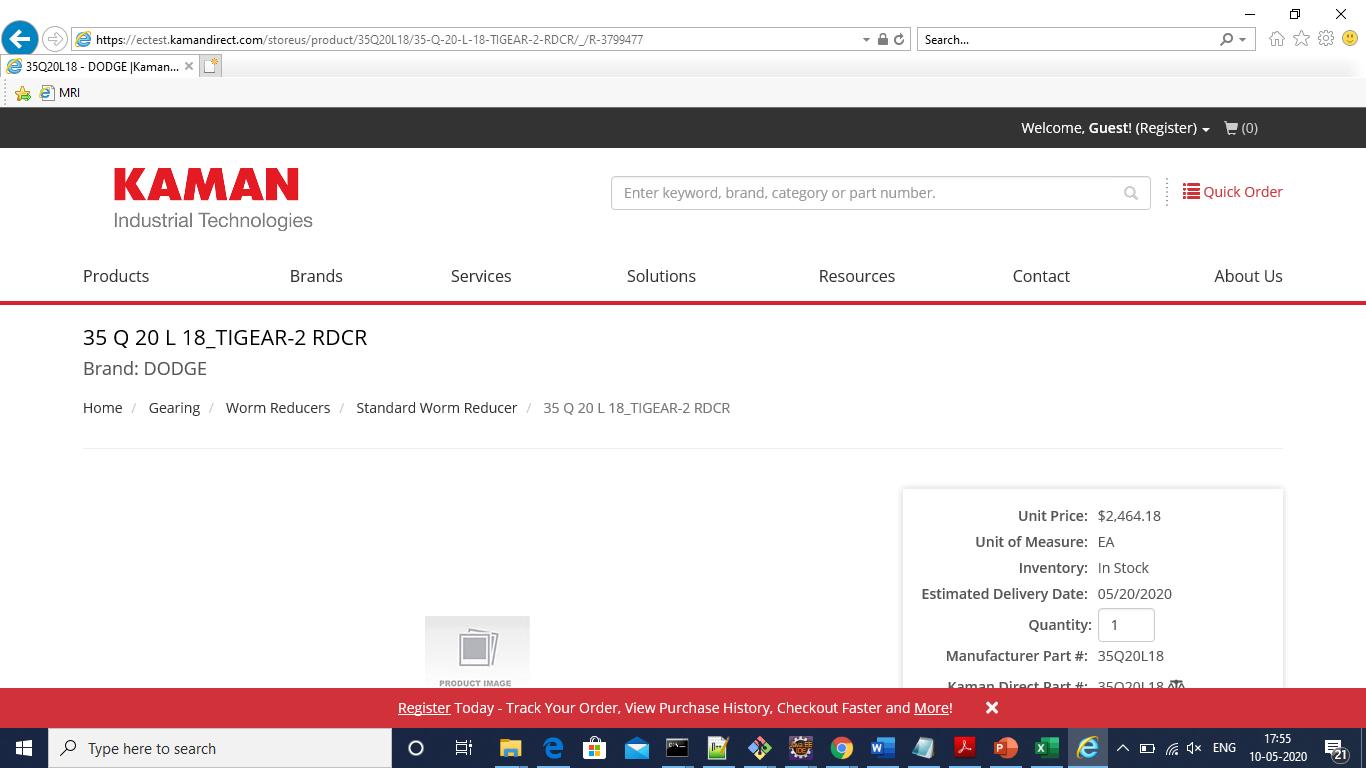 https://ectest.kamandirect.com/storeus/product/35Q20L18/35-Q-20-L-18-TIGEAR-2-RDCR/_/R-3799477
Search...
35Q20L18 - DODGE |Kaman...
MRI
Welcome, Guest! (Register)
(0)
KAMAN
Industrial Technologies
Enter keyword, brand, category or part number.
Quick Order
Products
Brands
Services
Solutions
Resources
Contact
About Us
35 Q 20 L 18_TIGEAR-2 RDCR
Brand: DODGE
Home / Gearing / Worm Reducers / Standard Worm Reducer / 35 Q 20 L 18_TIGEAR-2 RDCR
Unit Price: $2,464.18
Unit of Measure: EA
Inventory: In Stock
Estimated Delivery Date: 05/20/2020
Quantity: 1
Manufacturer Part #: 35Q20L18
Kaman Direct Part #: 35Q20L18
PRODUCT IMAGE
Register Today - Track Your Order, View Purchase History, Checkout Faster and More!
Type here to search
ENG
17:55
10-05-2020
21